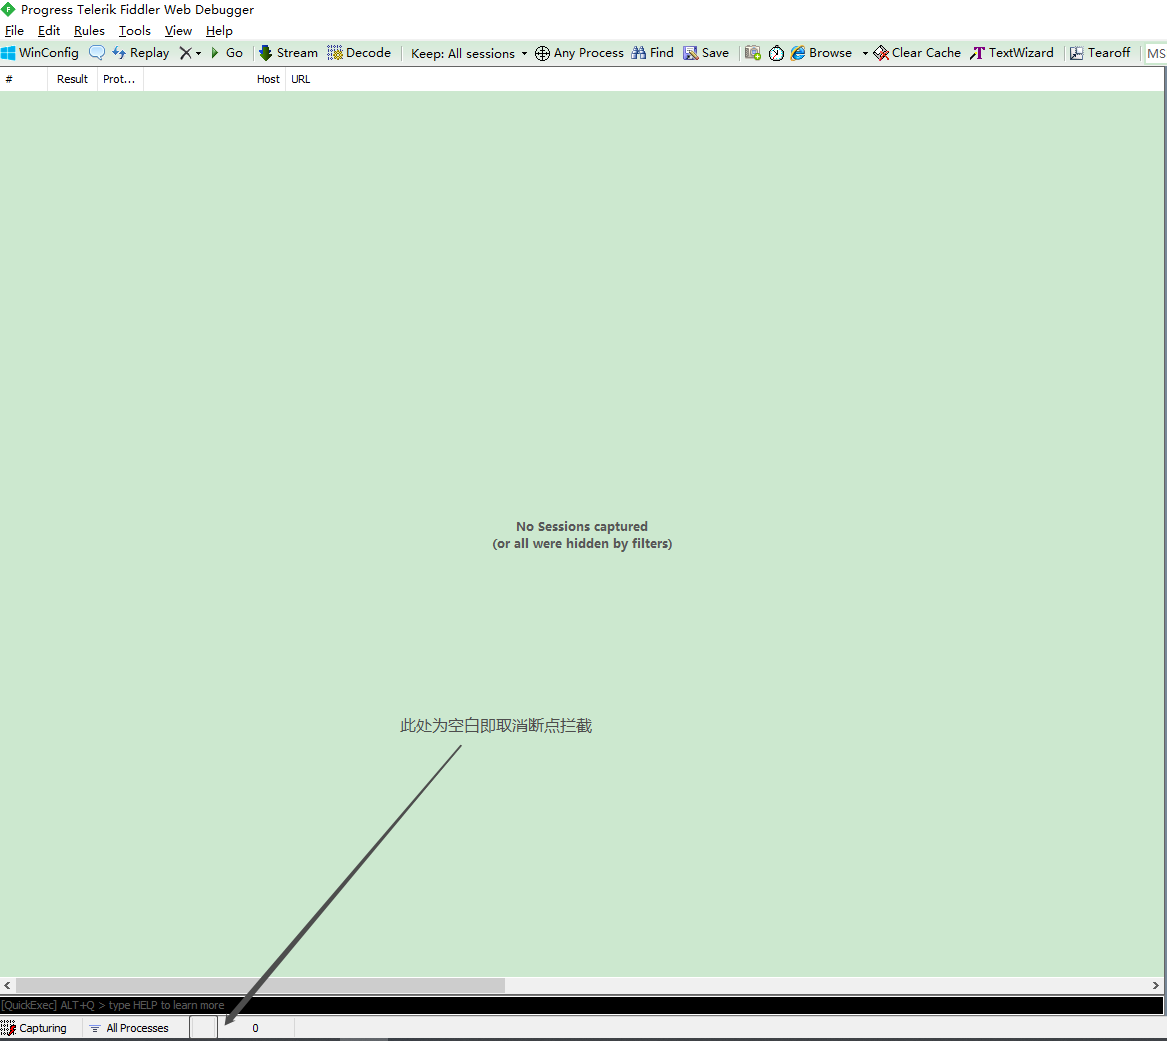 Progress Telerik Fiddler Web Debugger
File Edit Rules Tools View Help
WinConfig Replay Go Stream Decode Keep: All sessions Any Process Find Save Browse Clear Cache TextWizard Tearoff MS
# Result Prot... Host URL
No Sessions captured
(or all were hidden by filters)
此处为空白即取消断点拦截
[QuickExec] ALT+Q > type HELP to learn more
Capturing All Processes 0